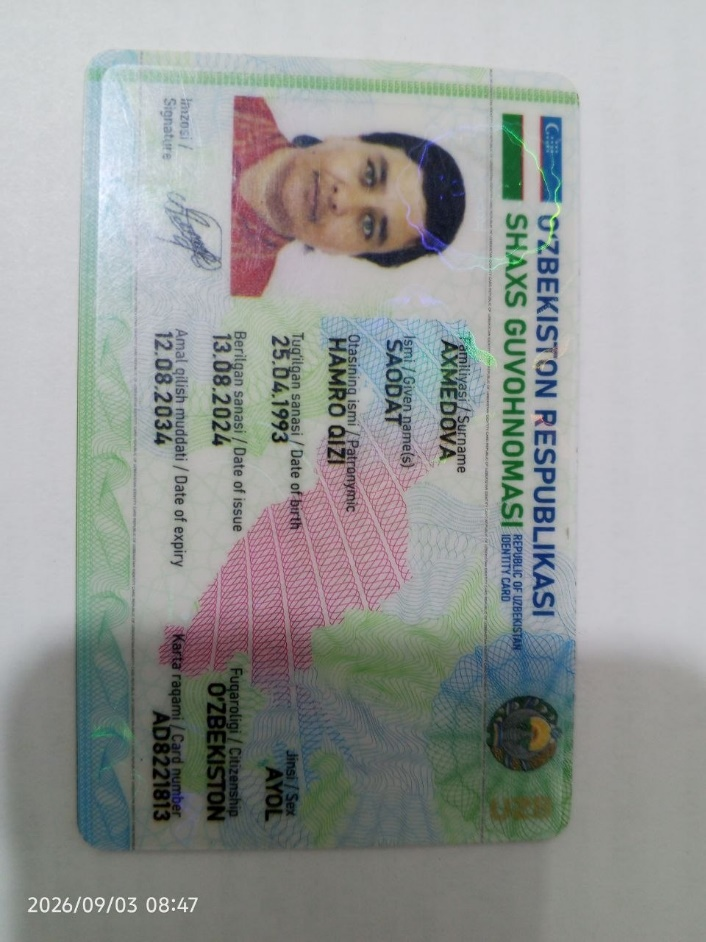 O'ZBEKISTON RESPUBLIKASI
SHAXS GUVOHNOMASI
REPUBLIC OF UZBEKISTAN
IDENTITY CARD
UZB
Familiyasi / Surname
AXMEDOVA
Ismi / Given name(s)
SAODAT
Otasining ismi / Patronymic
HAMRO QIZI
Tug'ilgan sanasi / Date of birth
25.04.1993
Jinsi / Sex
AYOL
Berilgan sanasi / Date of issue
13.08.2024
Fuqaroligi / Citizenship
O'ZBEKISTON
Amal qilish muddati / Date of expiry
12.08.2034
Karta raqami / Card number
AD8221813
Imzosi /
Signature
2026/09/03 08:47